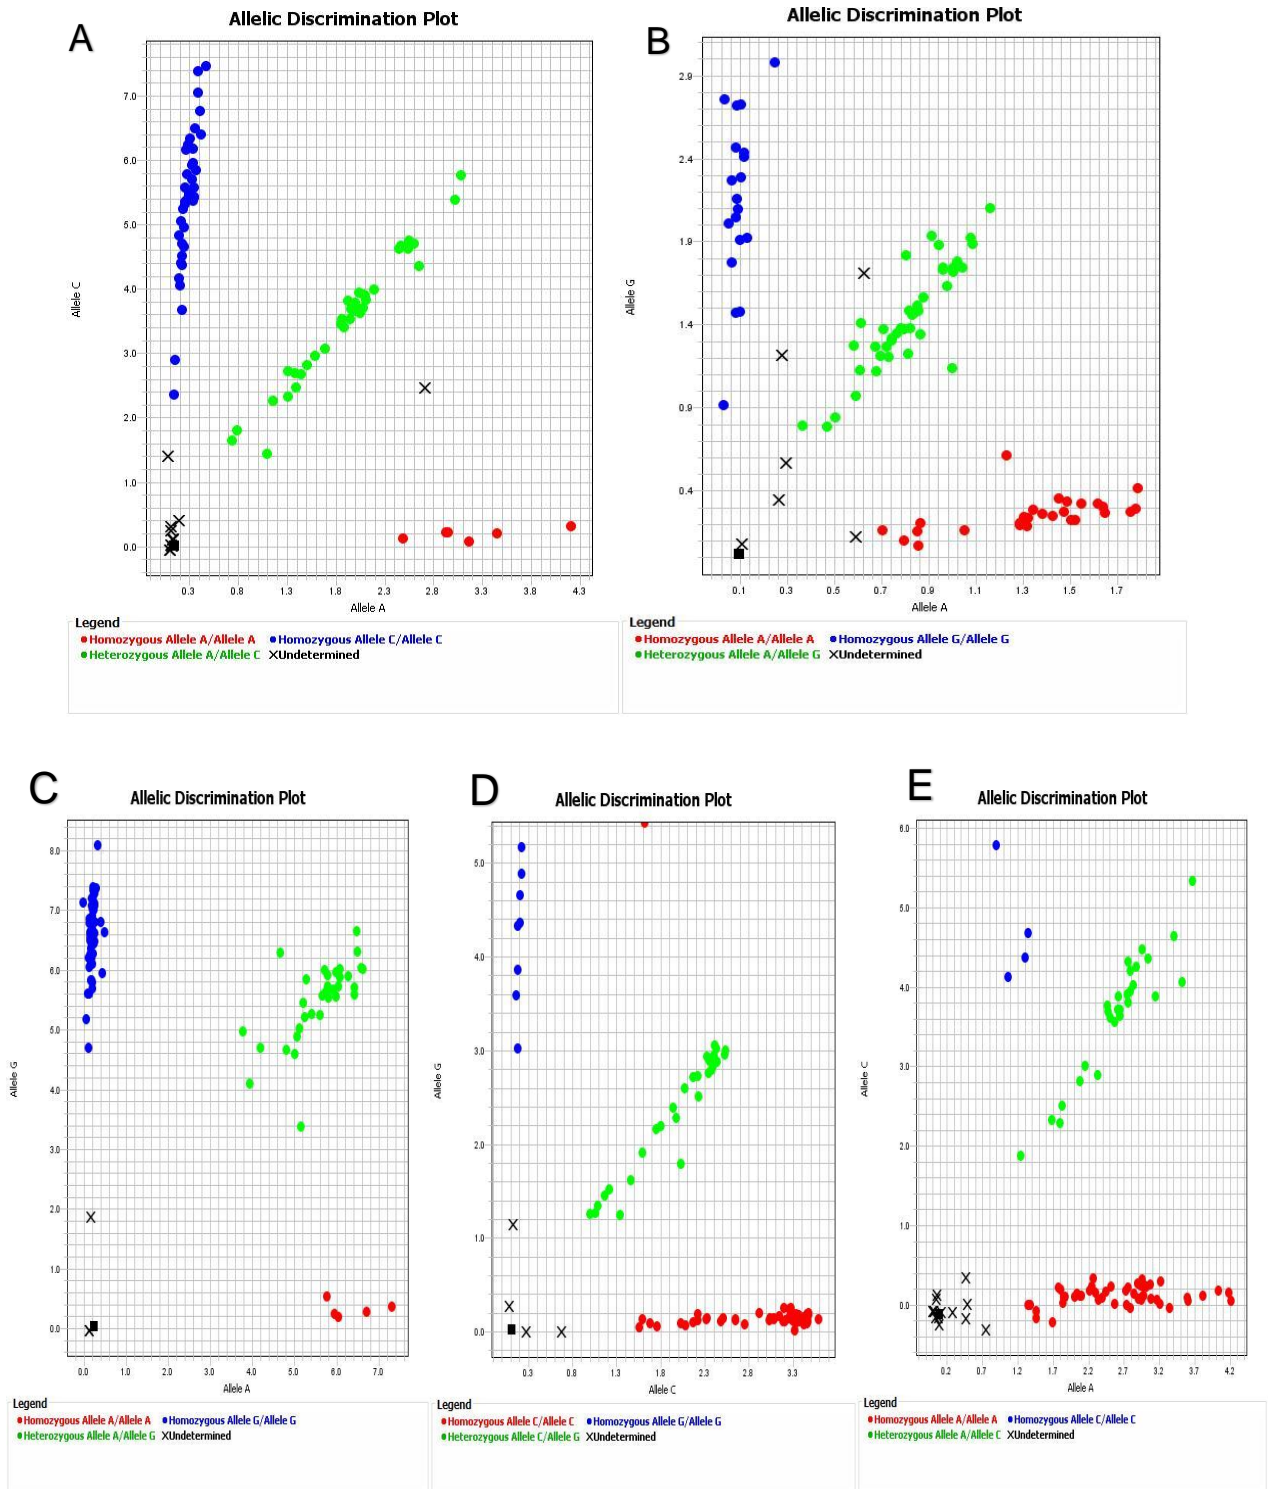 A
Allelic Discrimination Plot
Allele C
7.0
6.0
5.0
4.0
3.0
2.0
1.0
0.0
0.3 0.8 1.3 1.8 2.3 2.8 3.3 3.8 4.3
Allele A
Legend
Homozygous Allele A/Allele A Homozygous Allele C/Allele C
Heterozygous Allele A/Allele C Undetermined
B
Allelic Discrimination Plot
Allele G
2.9
2.4
1.9
1.4
0.9
0.4
0.1 0.3 0.5 0.7 0.9 1.1 1.3 1.5 1.7
Allele A
Legend
Homozygous Allele A/Allele A Homozygous Allele G/Allele G
Heterozygous Allele A/Allele G Undetermined
C
Allelic Discrimination Plot
Allele G
8.0
7.0
6.0
5.0
4.0
3.0
2.0
1.0
0.0
0.0 1.0 2.0 3.0 4.0 5.0 6.0 7.0
Allele A
Legend
Homozygous Allele A/Allele A Homozygous Allele G/Allele G
Heterozygous Allele A/Allele G Undetermined
D
Allelic Discrimination Plot
Allele G
5.0
4.0
3.0
2.0
1.0
0.0
0.3 0.8 1.3 1.8 2.3 2.8 3.3
Allele C
Legend
Homozygous Allele C/Allele C Homozygous Allele G/Allele G
Heterozygous Allele C/Allele G Undetermined
E
Allelic Discrimination Plot
Allele C
6.0
5.0
4.0
3.0
2.0
1.0
0.0
0.2 0.7 1.2 1.7 2.2 2.7 3.2 3.7 4.2
Allele A
Legend
Homozygous Allele A/Allele A Homozygous Allele C/Allele C
Heterozygous Allele A/Allele C Undetermined